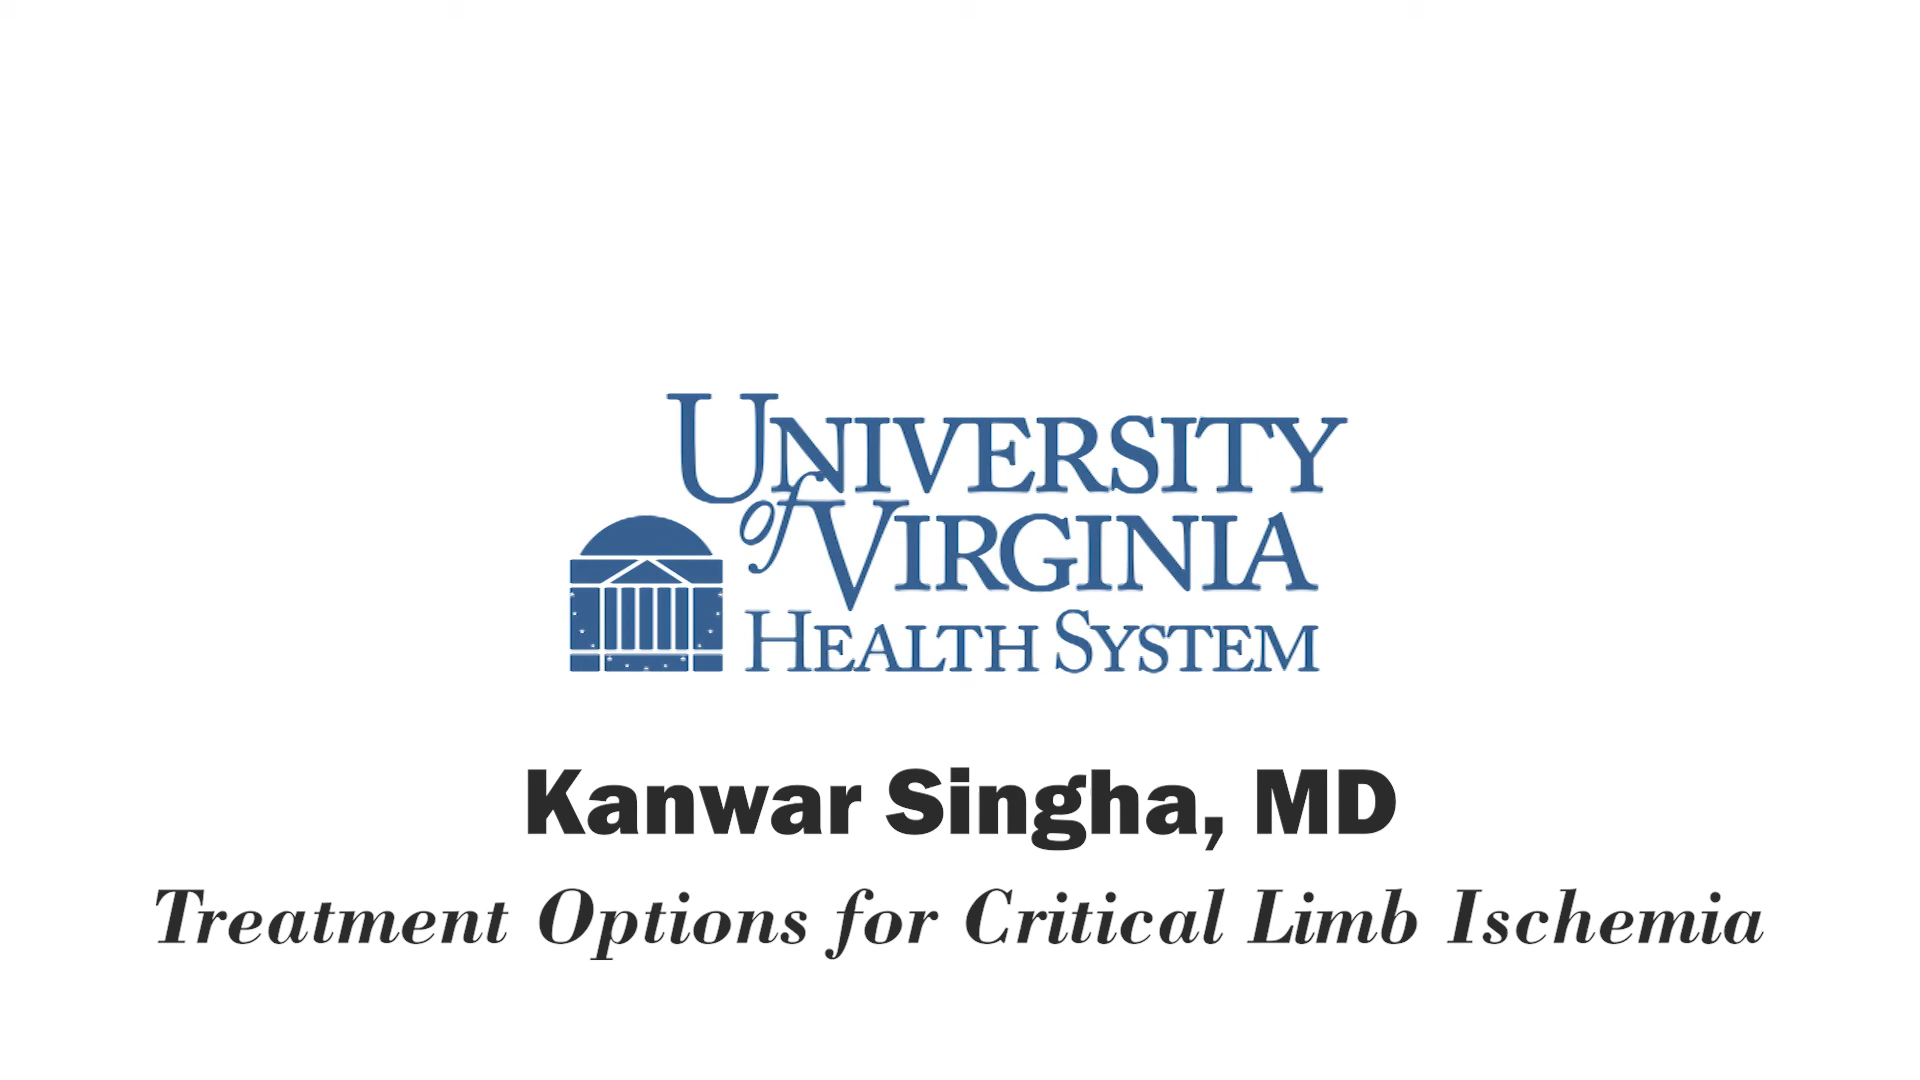 UNIVERSITY
of VIRGINIA
HEALTH SYSTEM
Kanwar Singha, MD
Treatment Options for Critical Limb Ischemia